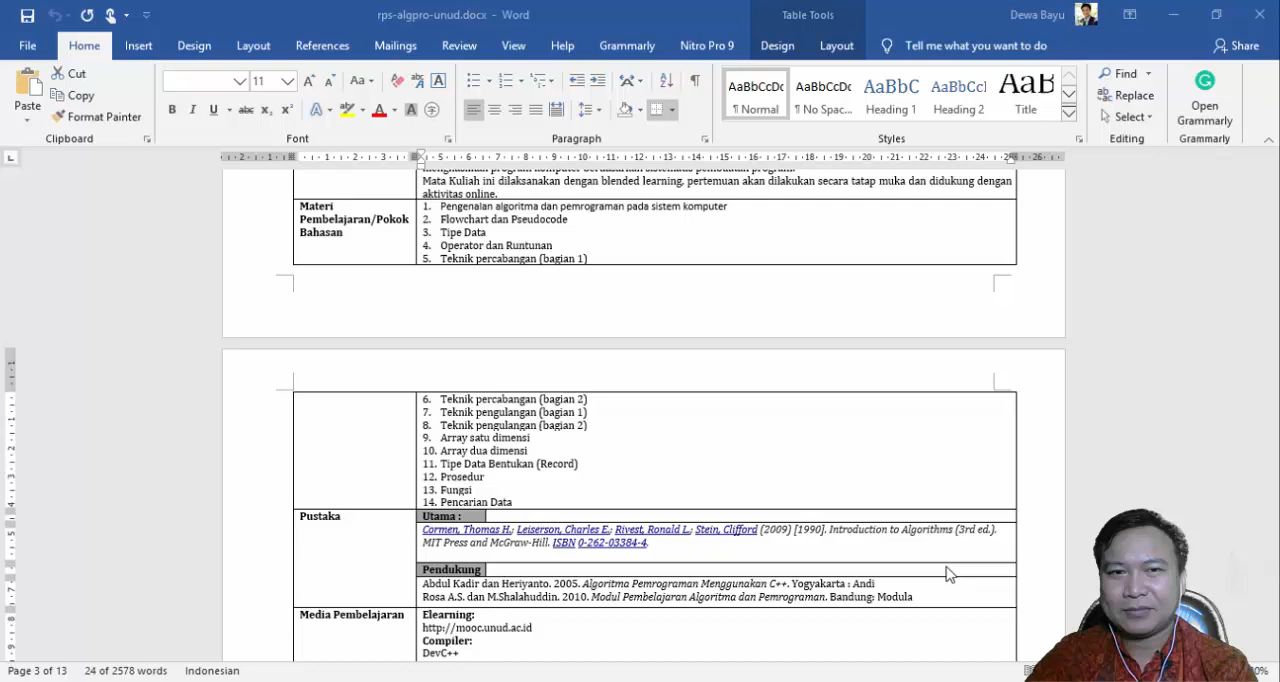 rps-algpro-unud.docx - Word
Table Tools
Dewa Bayu
File
Home
Insert
Design
Layout
References
Mailings
Review
View
Help
Grammarly
Nitro Pro 9
Design
Layout
Tell me what you want to do
Share
Paste
Cut
Copy
Format Painter
Clipboard
11
Font
Paragraph
AaBbCcDc
¶ Normal
AaBbCcDc
¶ No Spac...
AaBbC
Heading 1
AaBbCcl
Heading 2
AaB
Title
Styles
Find
Replace
Select
Editing
Open
Grammarly
Grammarly
menghasilkan program komputer berdasarkan sistematika pembuatan program.
Mata Kuliah ini dilaksanakan dengan blended learning, pertemuan akan dilakukan secara tatap muka dan didukung dengan
aktivitas online.
Materi
Pembelajaran/Pokok
Bahasan
1. Pengenalan algoritma dan pemrograman pada sistem komputer
2. Flowchart dan Pseudocode
3. Tipe Data
4. Operator dan Runtunan
5. Teknik percabangan (bagian 1)
6. Teknik percabangan (bagian 2)
7. Teknik pengulangan (bagian 1)
8. Teknik pengulangan (bagian 2)
9. Array satu dimensi
10. Array dua dimensi
11. Tipe Data Bentukan (Record)
12. Prosedur
13. Fungsi
14. Pencarian Data
Pustaka
Utama :
Cormen, Thomas H.; Leiserson, Charles E.; Rivest, Ronald L.; Stein, Clifford (2009) [1990]. Introduction to Algorithms (3rd ed.).
MIT Press and McGraw-Hill. ISBN 0-262-03384-4.
Pendukung
Abdul Kadir dan Heriyanto. 2005. Algoritma Pemrograman Menggunakan C++. Yogyakarta : Andi
Rosa A.S. dan M.Shalahuddin. 2010. Modul Pembelajaran Algoritma dan Pemrograman. Bandung: Modula
Media Pembelajaran
Elearning:
http://mooc.unud.ac.id
Compiler:
DevC++
Page 3 of 13
24 of 2578 words
Indonesian